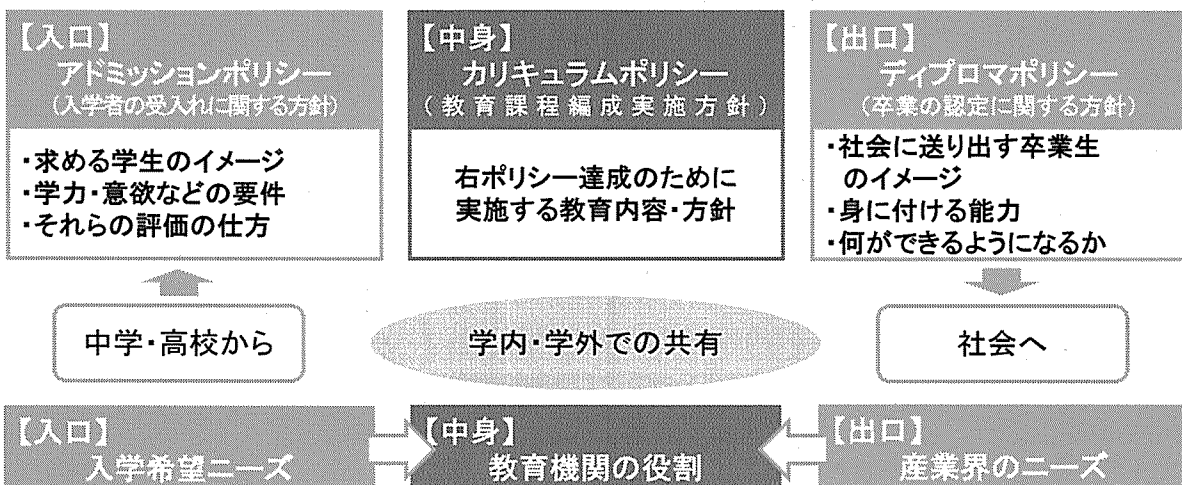 【入口】
アドミッションポリシー
(入学者の受入れに関する方針)
・求める学生のイメージ
・学力・意欲などの要件
・それらの評価の仕方
【中身】
カリキュラムポリシー
(教育課程編成実施方針)
右ポリシー達成のために
実施する教育内容・方針
【出口】
ディプロマポリシー
(卒業の認定に関する方針)
・社会に送り出す卒業生
のイメージ
・身に付ける能力
・何ができるようになるか
中学・高校から
学内・学外での共有
社会へ
【入口】
入学希望ニーズ
【中身】
教育機関の役割
【出口】
産業界のニーズ